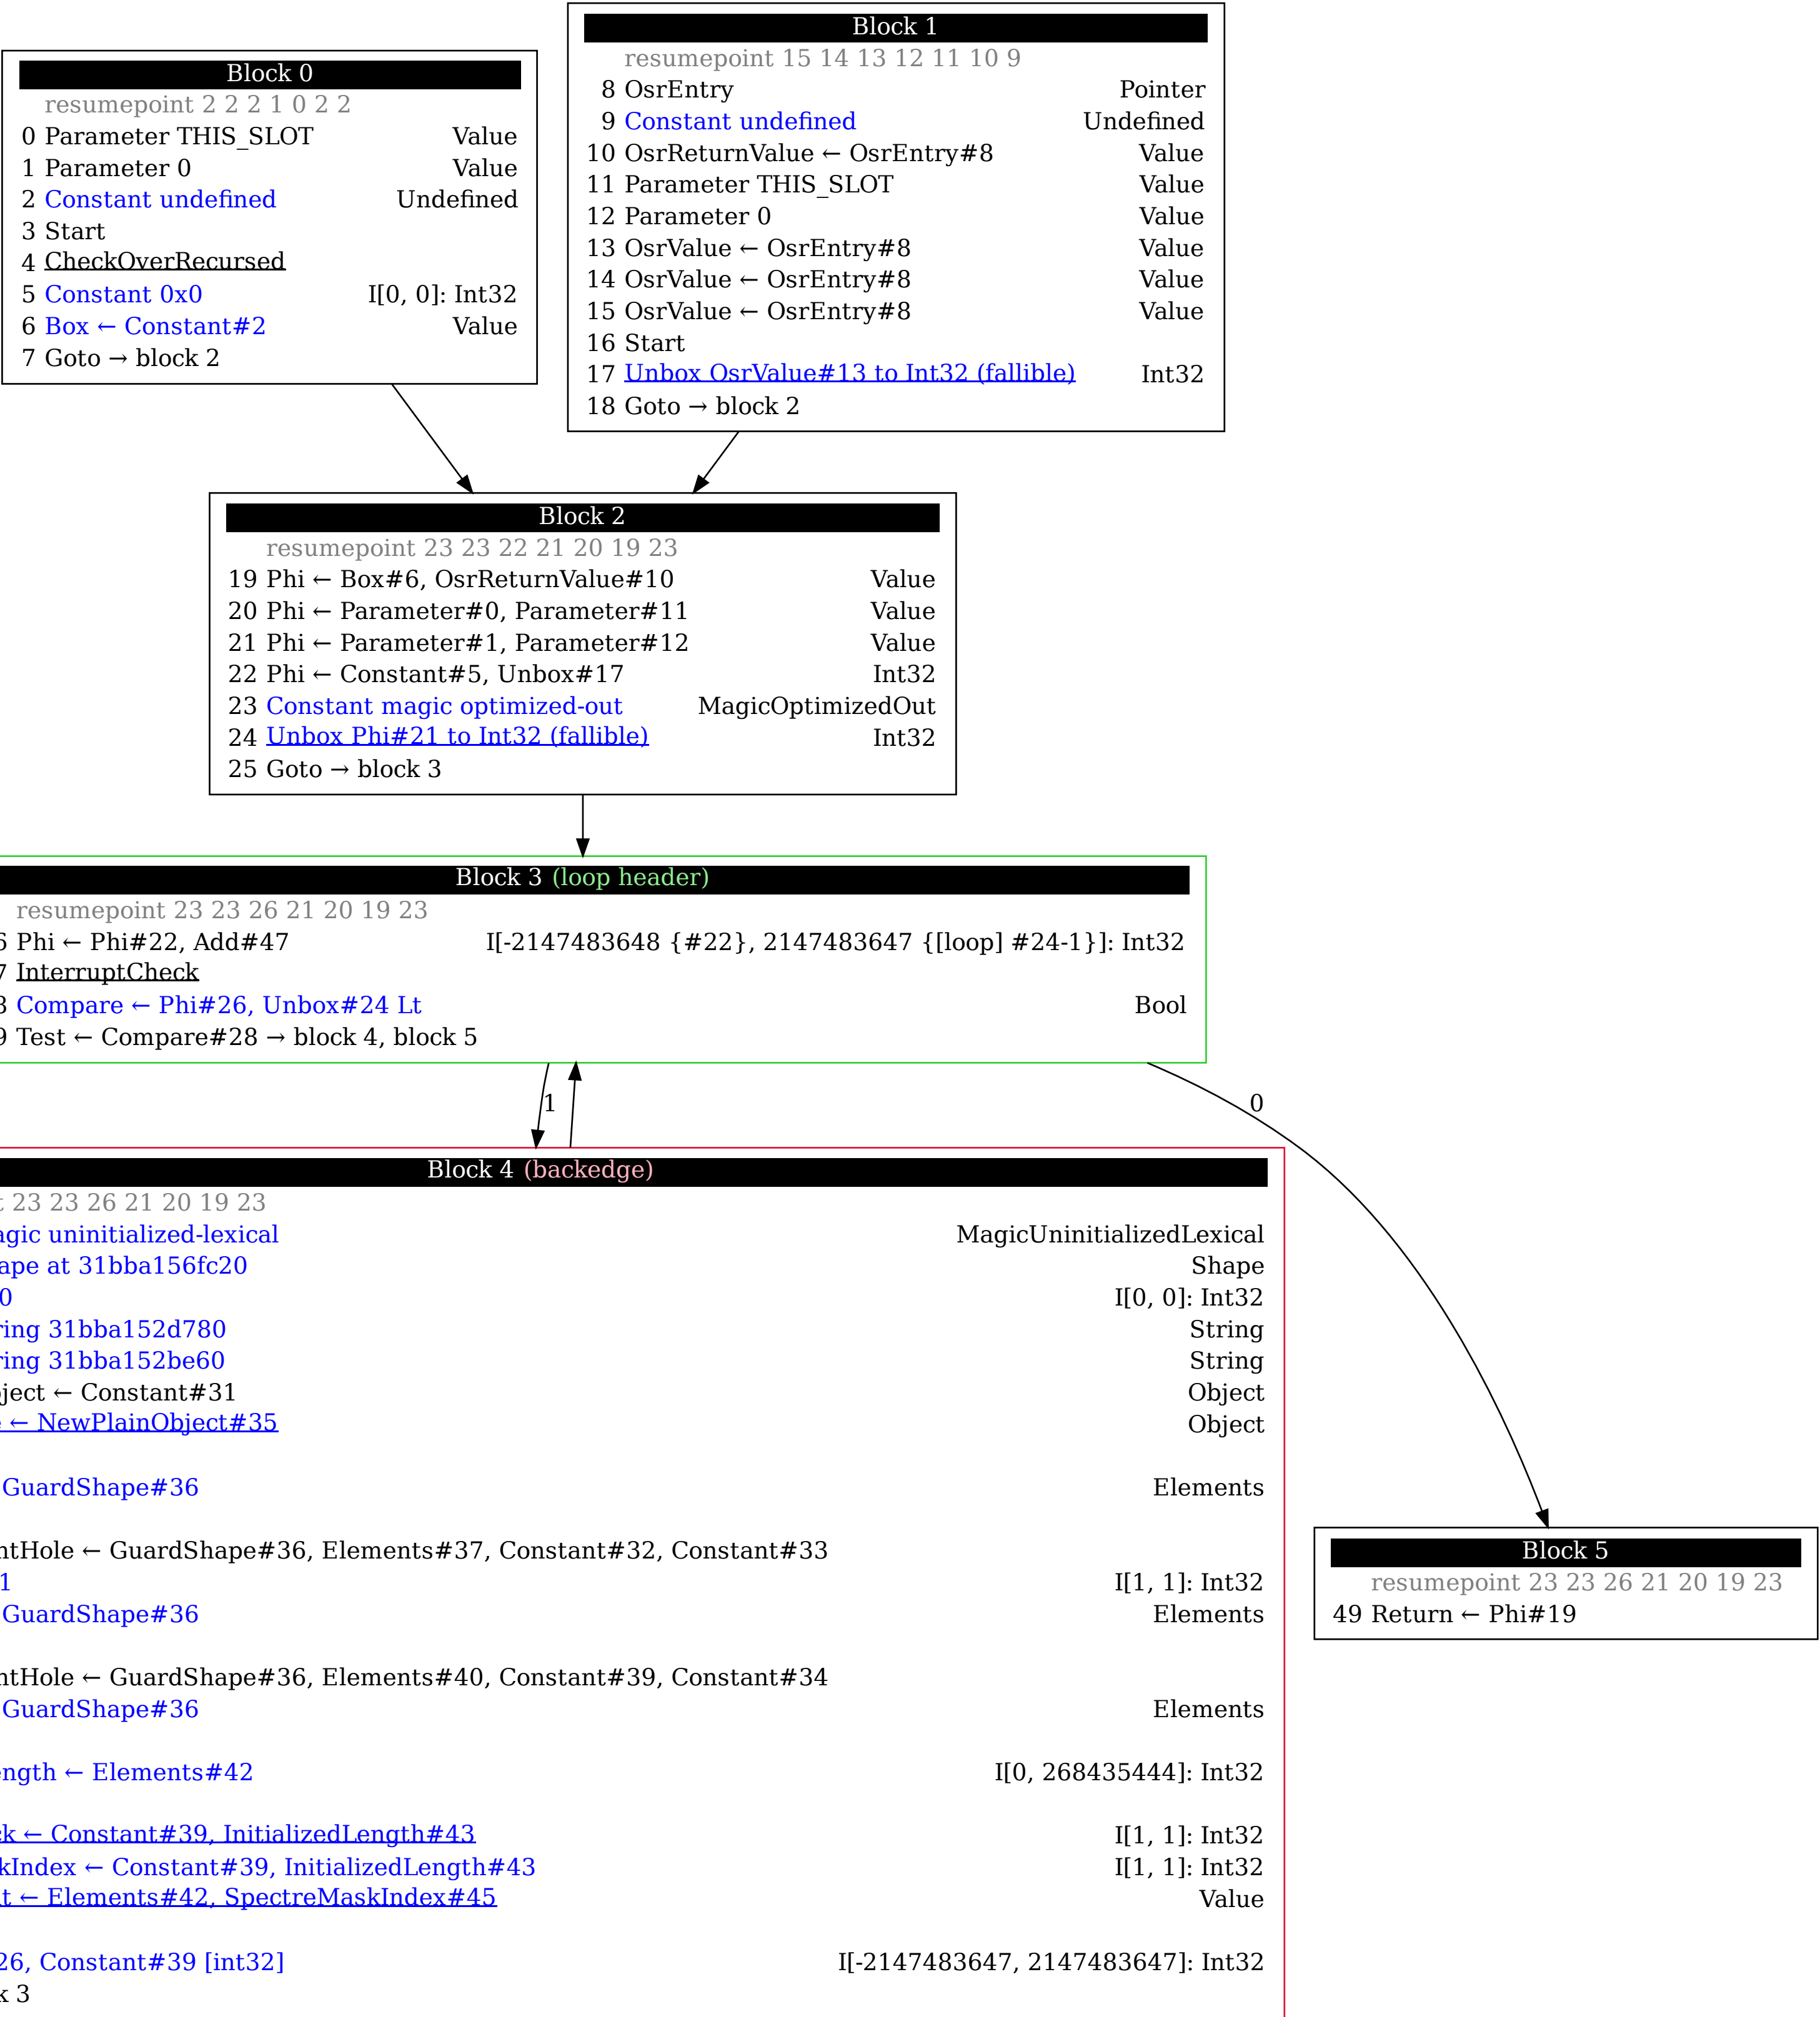 Block 0
resumepoint 2 2 2 1 0 2 2
0 Parameter THIS_SLOT Value
1 Parameter 0 Value
2 Constant undefined Undefined
3 Start
4 CheckOverRecursed
5 Constant 0x0 I[0, 0]: Int32
6 Box ← Constant#2 Value
7 Goto → block 2
Block 1
resumepoint 15 14 13 12 11 10 9
8 OsrEntry Pointer
9 Constant undefined Undefined
10 OsrReturnValue ← OsrEntry#8 Value
11 Parameter THIS_SLOT Value
12 Parameter 0 Value
13 OsrValue ← OsrEntry#8 Value
14 OsrValue ← OsrEntry#8 Value
15 OsrValue ← OsrEntry#8 Value
16 Start
17 Unbox OsrValue#13 to Int32 (fallible) Int32
18 Goto → block 2
Block 2
resumepoint 23 23 22 21 20 19 23
19 Phi ← Box#6, OsrReturnValue#10 Value
20 Phi ← Parameter#0, Parameter#11 Value
21 Phi ← Parameter#1, Parameter#12 Value
22 Phi ← Constant#5, Unbox#17 Int32
23 Constant magic optimized-out MagicOptimizedOut
24 Unbox Phi#21 to Int32 (fallible) Int32
25 Goto → block 3
Block 3 (loop header)
resumepoint 23 23 26 21 20 19 23
6 Phi ← Phi#22, Add#47 I[-2147483648 {#22}, 2147483647 {[loop] #24-1}]: Int32
7 InterruptCheck
8 Compare ← Phi#26, Unbox#24 Lt Bool
9 Test ← Compare#28 → block 4, block 5
1
0
Block 4 (backedge)
t 23 23 26 21 20 19 23
agic uninitialized-lexical MagicUninitializedLexical
ape at 31bba156fc20 Shape
0 I[0, 0]: Int32
ring 31bba152d780 String
ring 31bba152be60 String
ject ← Constant#31 Object
e ← NewPlainObject#35 Object
GuardShape#36 Elements
ntHole ← GuardShape#36, Elements#37, Constant#32, Constant#33
1 I[1, 1]: Int32
GuardShape#36 Elements
ntHole ← GuardShape#36, Elements#40, Constant#39, Constant#34
GuardShape#36 Elements
ength ← Elements#42 I[0, 268435444]: Int32
ck ← Constant#39, InitializedLength#43 I[1, 1]: Int32
kIndex ← Constant#39, InitializedLength#43 I[1, 1]: Int32
nt ← Elements#42, SpectreMaskIndex#45 Value
26, Constant#39 [int32] I[-2147483647, 2147483647]: Int32
k 3
Block 5
resumepoint 23 23 26 21 20 19 23
49 Return ← Phi#19